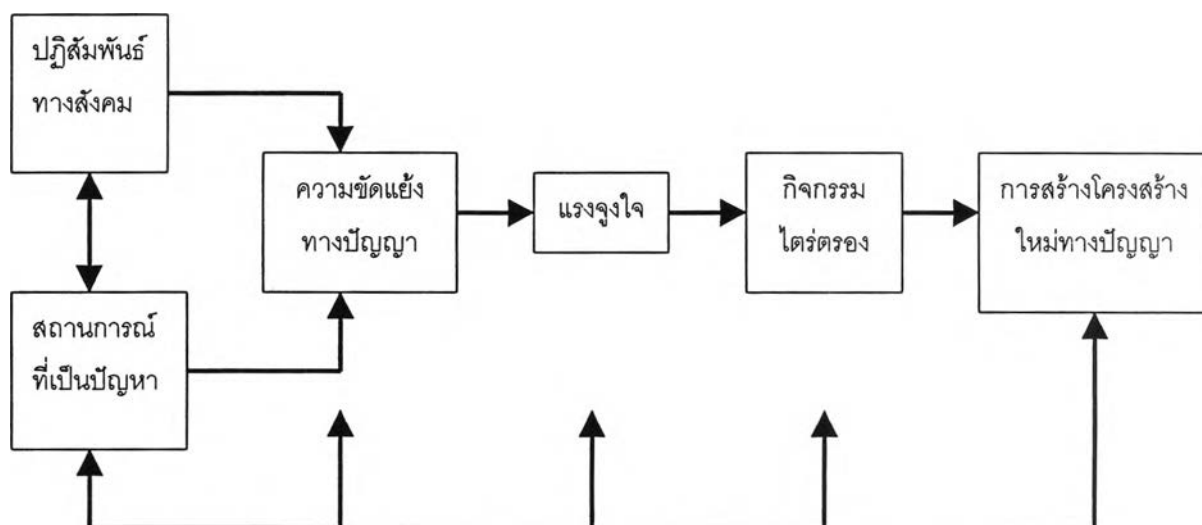 ปฏิสัมพันธ์
ทางสังคม
ความขัดแย้ง
ทางปัญญา
แรงจูงใจ
กิจกรรม
ไตร่ตรอง
การสร้างโครงสร้าง
ใหม่ทางปัญญา
สถานการณ์
ที่เป็นปัญหา